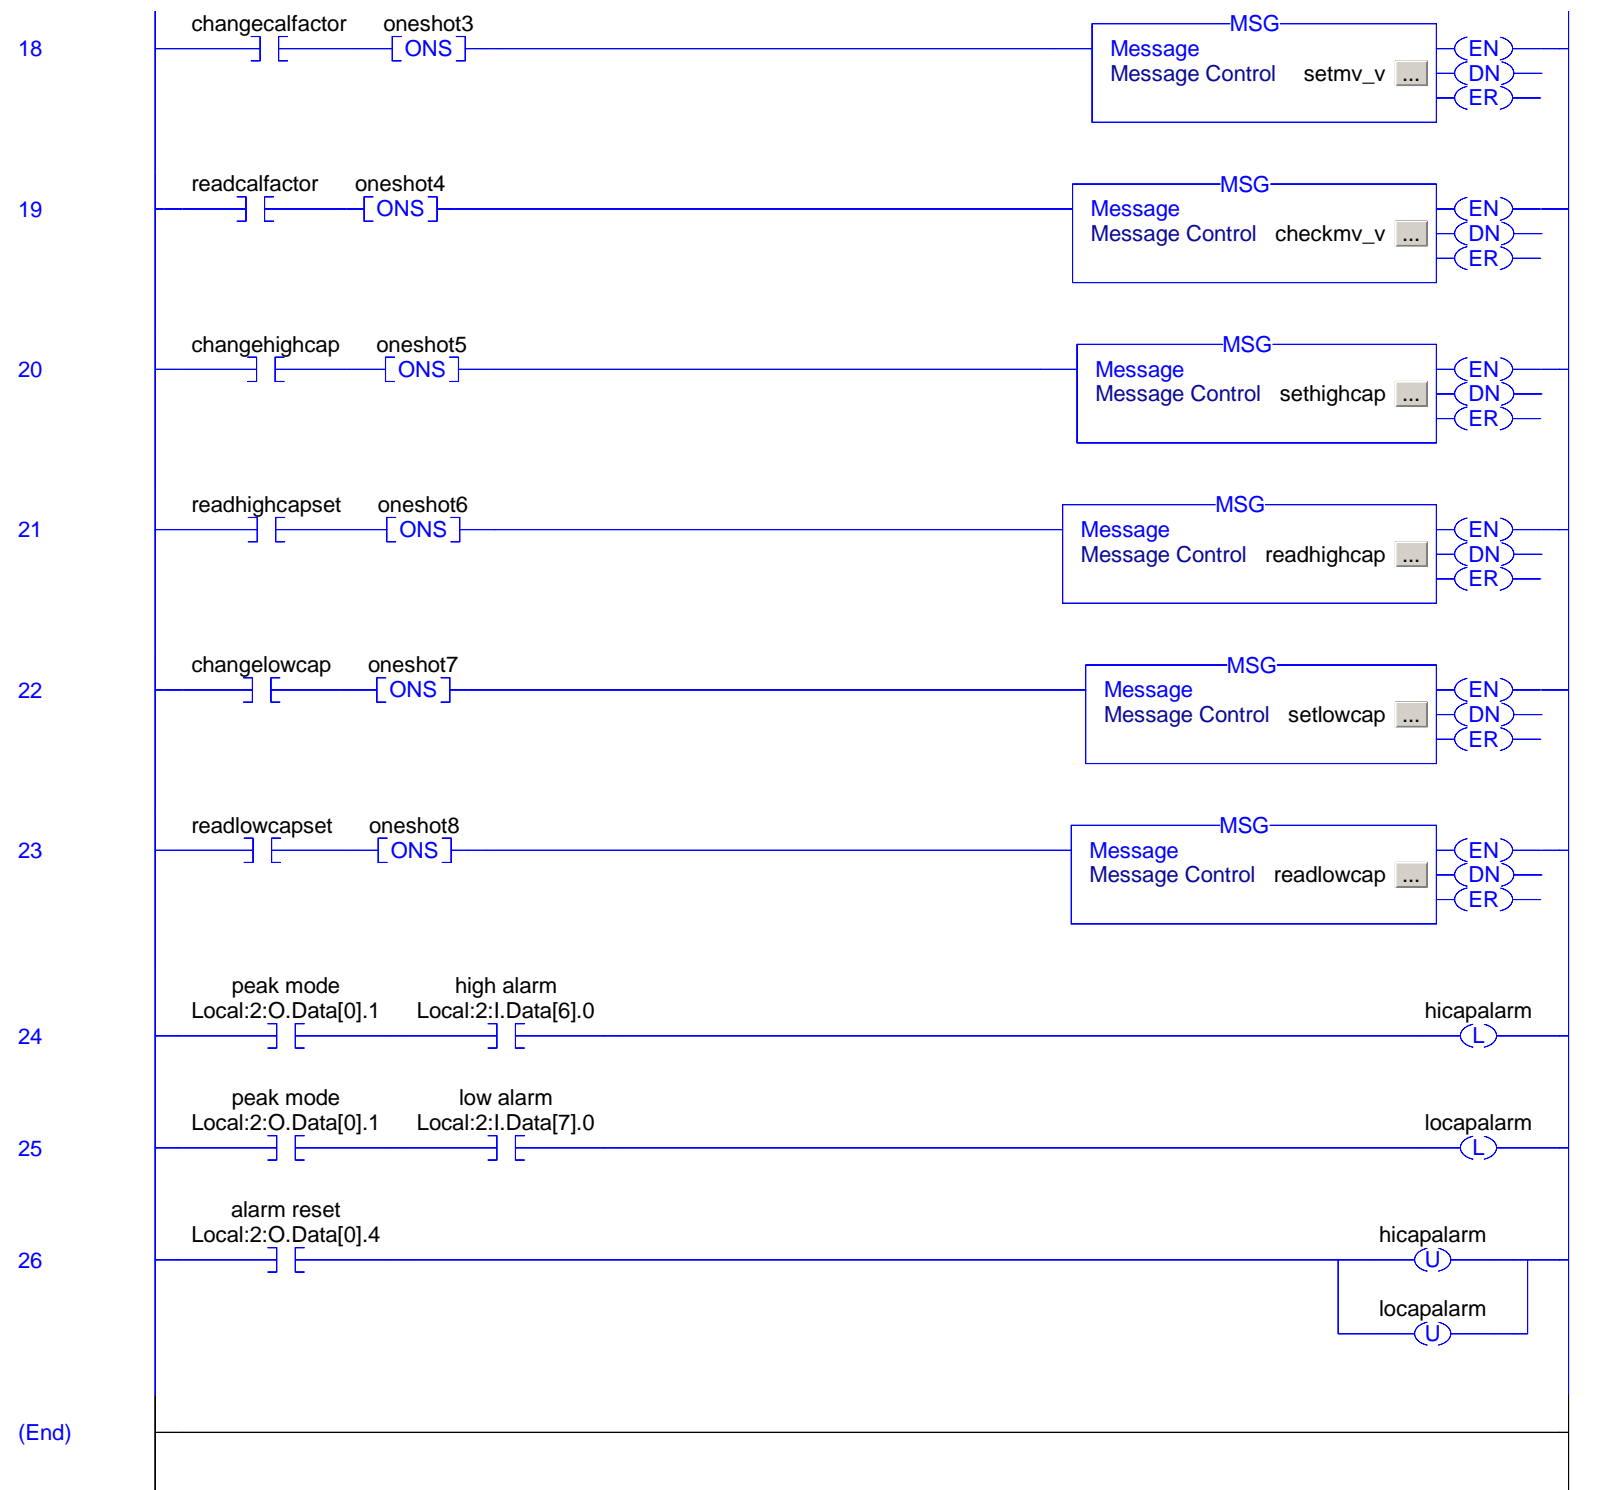 changecalfactor oneshot3 MSG
18 ONS Message EN
Message Control setmv_v ... DN
ER
readcalfactor oneshot4 MSG
19 ONS Message EN
Message Control checkmv_v ... DN
ER
changehighcap oneshot5 MSG
20 ONS Message EN
Message Control sethighcap ... DN
ER
readhighcapset oneshot6 MSG
21 ONS Message EN
Message Control readhighcap ... DN
ER
changelowcap oneshot7 MSG
22 ONS Message EN
Message Control setlowcap ... DN
ER
readlowcapset oneshot8 MSG
23 ONS Message EN
Message Control readlowcap ... DN
ER
peak mode high alarm
Local:2:O.Data[0].1 Local:2:I.Data[6].0 hicapalarm
24 L
peak mode low alarm
Local:2:O.Data[0].1 Local:2:I.Data[7].0 locapalarm
25 L
alarm reset
Local:2:O.Data[0].4 hicapalarm
26 U
locapalarm
U
(End)